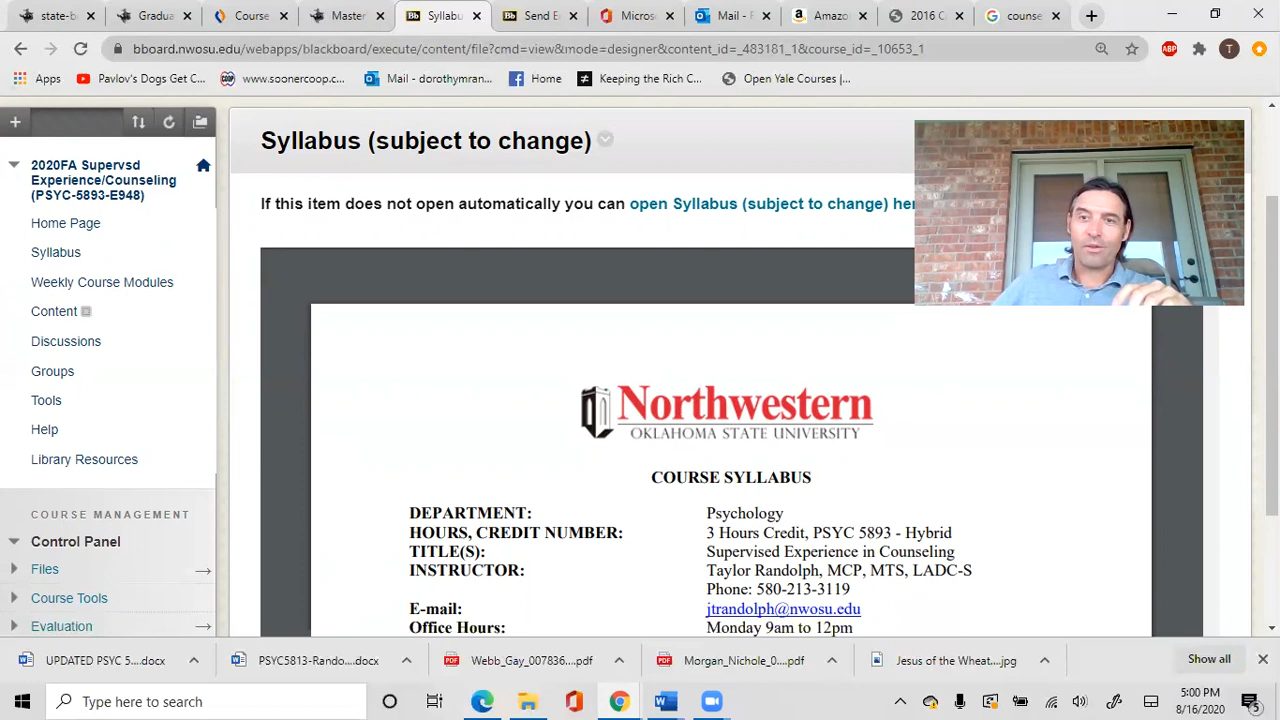 state-b
Gradua
Course
Master
Syllabu
Send E
Micros
Mail - F
Amazo
2016 C
counse
bboard.nwosu.edu/webapps/blackboard/execute/content/file?cmd=view&mode=designer&content_id=_483181_1&course_id=_10653_1
ABP
T
Apps
Pavlov's Dogs Get C...
www.soonercoop.c...
Mail - dorothymran...
Home
Keeping the Rich C...
Open Yale Courses |...
2020FA Supervsd
Experience/Counseling
(PSYC-5893-E948)
Home Page
Syllabus
Weekly Course Modules
Content
Discussions
Groups
Tools
Help
Library Resources
COURSE MANAGEMENT
Control Panel
Files
Course Tools
Evaluation
Syllabus (subject to change)
If this item does not open automatically you can open Syllabus (subject to change) her
Northwestern
OKLAHOMA STATE UNIVERSITY
COURSE SYLLABUS
DEPARTMENT: Psychology
HOURS, CREDIT NUMBER: 3 Hours Credit, PSYC 5893 - Hybrid
TITLE(S): Supervised Experience in Counseling
INSTRUCTOR: Taylor Randolph, MCP, MTS, LADC-S
Phone: 580-213-3119
E-mail: jtrandolph@nwosu.edu
Office Hours: Monday 9am to 12pm
UPDATED PSYC 5....docx
PSYC5813-Rando....docx
Webb_Gay_007836....pdf
Morgan_Nichole_0....pdf
Jesus of the Wheat....jpg
Show all
Type here to search
5:00 PM
8/16/2020
5